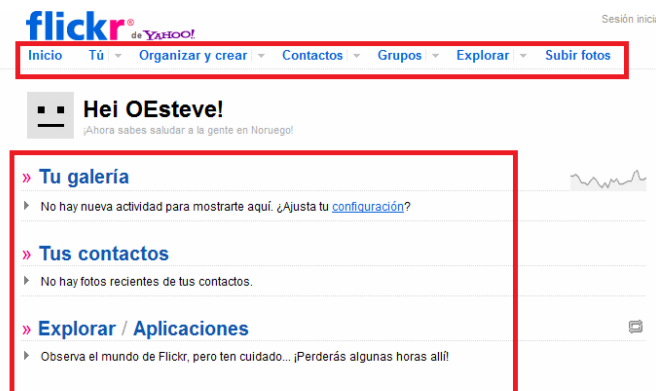 flickr® de YAHOO!
Sesión inici
Inicio Tú Organizar y crear Contactos Grupos Explorar Subir fotos
Hei OEsteve!
¡Ahora sabes saludar a la gente en Noruego!
» Tu galería
No hay nueva actividad para mostrarte aquí. ¿Ajusta tu configuración?
» Tus contactos
No hay fotos recientes de tus contactos.
» Explorar / Aplicaciones
Observa el mundo de Flickr, pero ten cuidado... ¡Perderás algunas horas allí!